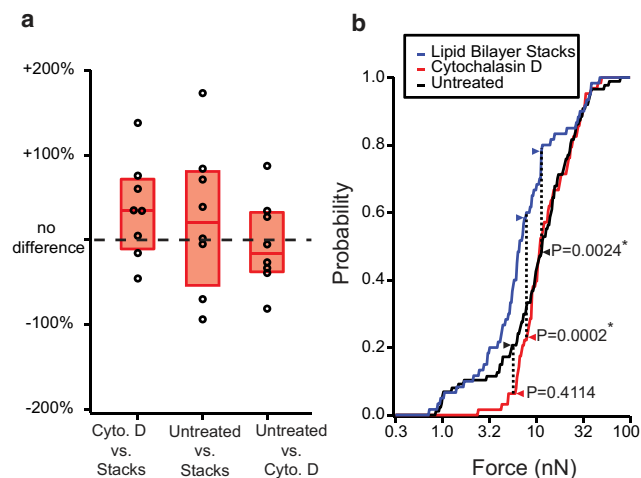 a
+200%
+100%
no
difference
-100%
-200%
Cyto. D
vs.
Stacks
Untreated
vs.
Stacks
Untreated
vs.
Cyto. D
b
Lipid Bilayer Stacks
Cytochalasin D
Untreated
1.0
0.8
0.6
0.4
0.2
0.0
Probability
P=0.0024*
P=0.0002*
P=0.4114
0.3
1.0
3.2
10
32
100
Force (nN)